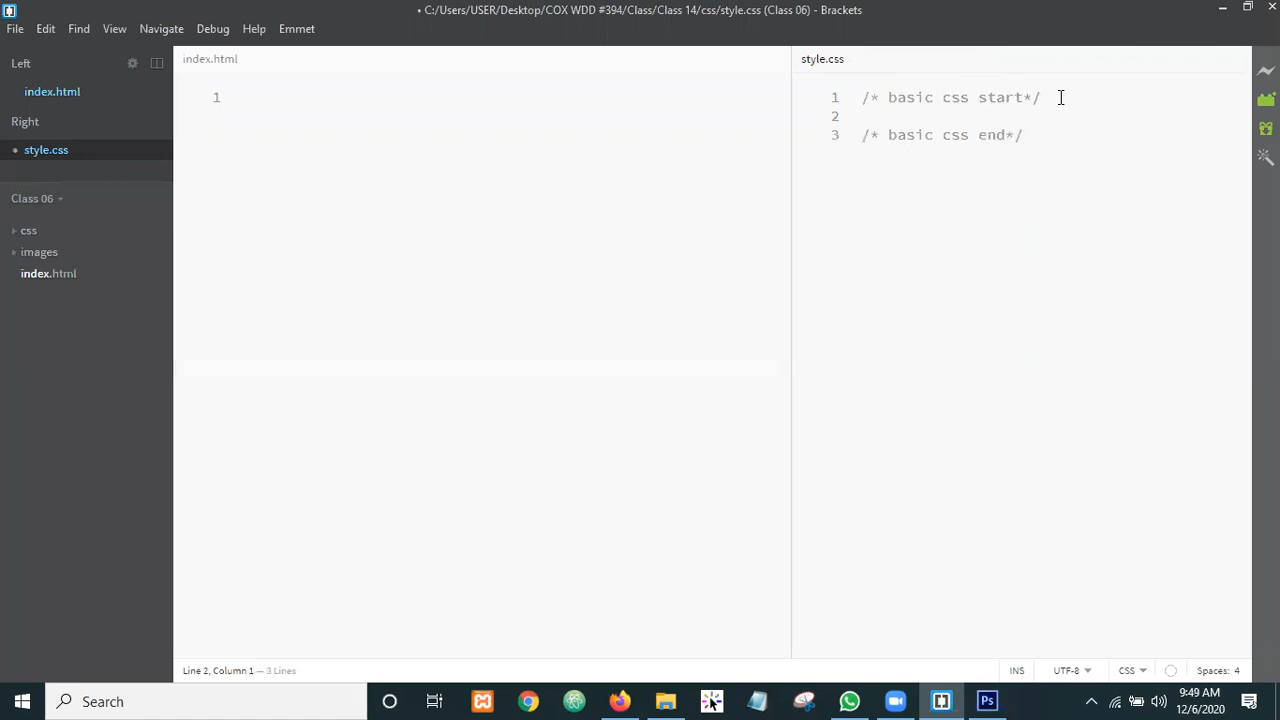 • C:/Users/USER/Desktop/COX WDD #394/Class/Class 14/css/style.css (Class 06) - Brackets
File Edit Find View Navigate Debug Help Emmet
Left
index.html
Right
• style.css
Class 06
css
images
index.html
index.html
1
style.css
1 /* basic css start*/
2
3 /* basic css end*/
Line 2, Column 1 — 3 Lines
INS UTF-8 CSS Spaces: 4
Search
Ps
9:49 AM
12/6/2020